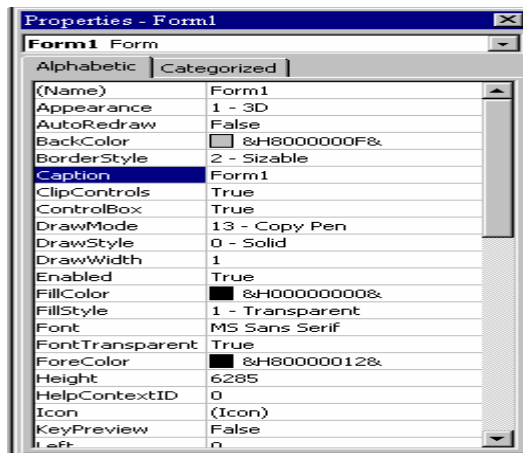 Properties - Form1
Form1 Form
Alphabetic Categorized
(Name) Form1
Appearance 1 - 3D
AutoRedraw False
BackColor &H8000000F&
BorderStyle 2 - Sizable
Caption Form1
ClipControls True
ControlBox True
DrawMode 13 - Copy Pen
DrawStyle 0 - Solid
DrawWidth 1
Enabled True
FillColor &H00000000&
FillStyle 1 - Transparent
Font MS Sans Serif
FontTransparent True
ForeColor &H80000012&
Height 6285
HelpContextID 0
Icon (Icon)
KeyPreview False
Left 0